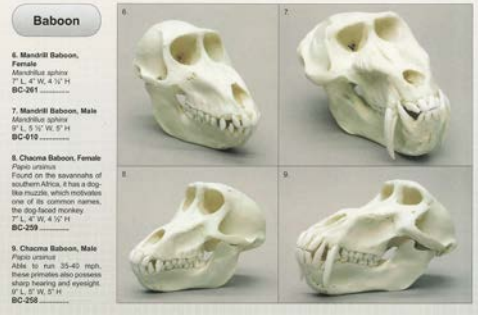 Baboon
6. Mandrill Baboon,
Female
Mandrillus sphinx
7" L, 4" W, 4 ½" H
BC-261 ............
7. Mandrill Baboon, Male
Mandrillus sphinx
9" L, 5 ½" W, 5" H
BC-010 ............
8. Chacma Baboon, Female
Papio ursinus
Found on the savannahs of
southern Africa, it has a dog-
like muzzle, which motivates
one of its common names,
the dog-faced monkey.
7" L, 4" W, 4 ½" H
BC-259 ............
9. Chacma Baboon, Male
Papio ursinus
Able to run 35-40 mph,
these primates also possess
sharp hearing and eyesight.
9" L, 5" W, 5" H
BC-258 ............
6.
7.
8.
9.